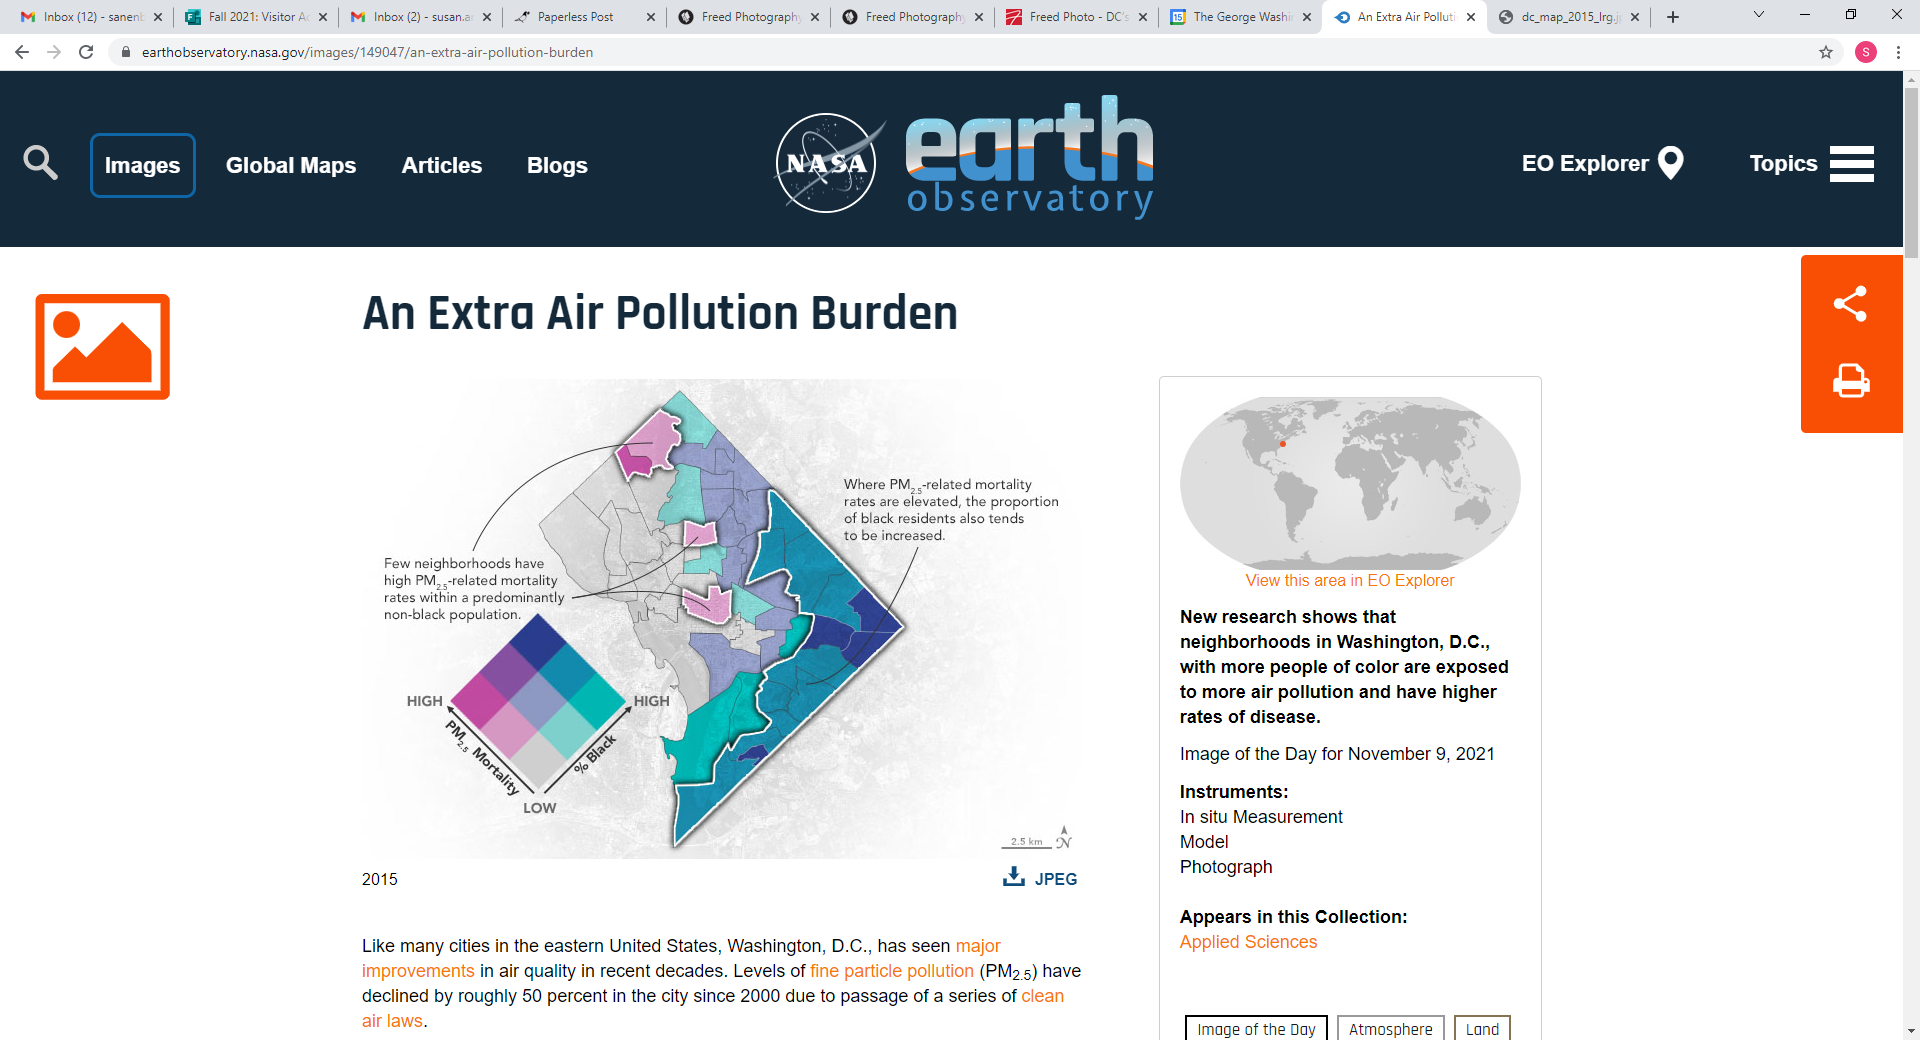 Inbox (12) - sanenb
Fall 2021: Visitor Ac
Inbox (2) - susan.a
Paperless Post
Freed Photography
Freed Photography
Freed Photo - DC's
The George Washi
An Extra Air Polluti
dc_map_2015_lrg.j
earthobservatory.nasa.gov/images/149047/an-extra-air-pollution-burden
S
Images
Global Maps
Articles
Blogs
NASA
earth
observatory
EO Explorer
Topics
An Extra Air Pollution Burden
Where PM2.5-related mortality
rates are elevated, the proportion
of black residents also tends
to be increased.
Few neighborhoods have
high PM2.5-related mortality
rates within a predominantly
non-black population.
HIGH
HIGH
PM2.5 Mortality
% Black
LOW
2.5 km
N
2015
JPEG
Like many cities in the eastern United States, Washington, D.C., has seen major
improvements in air quality in recent decades. Levels of fine particle pollution (PM2.5) have
declined by roughly 50 percent in the city since 2000 due to passage of a series of clean
air laws.
View this area in EO Explorer
New research shows that
neighborhoods in Washington, D.C.,
with more people of color are exposed
to more air pollution and have higher
rates of disease.
Image of the Day for November 9, 2021
Instruments:
In situ Measurement
Model
Photograph
Appears in this Collection:
Applied Sciences
Image of the Day
Atmosphere
Land